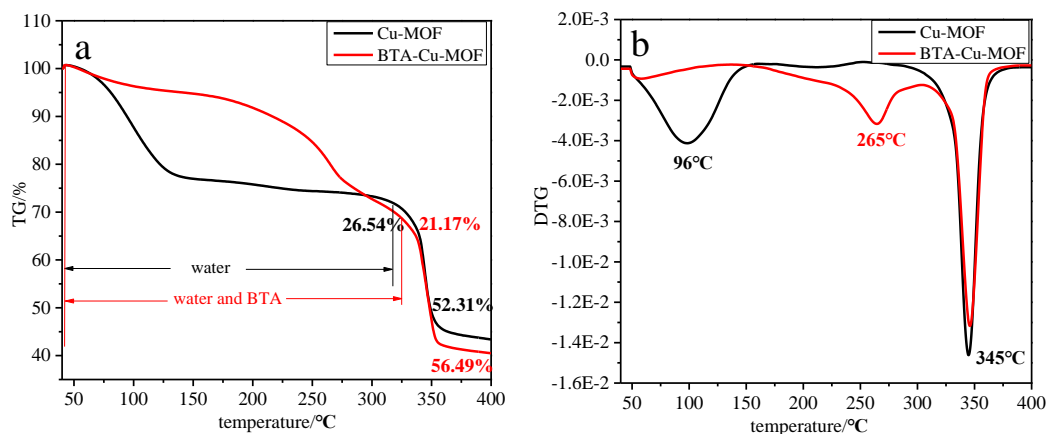 a
Cu-MOF
BTA-Cu-MOF
110
100
90
80
70
60
50
40
TG/%
26.54%
21.17%
water
water and BTA
52.31%
56.49%
50 100 150 200 250 300 350 400
temperature/°C
b
Cu-MOF
BTA-Cu-MOF
2.0E-3
0.0
-2.0E-3
-4.0E-3
-6.0E-3
-8.0E-3
-1.0E-2
-1.2E-2
-1.4E-2
-1.6E-2
DTG
96°C
265°C
345°C
50 100 150 200 250 300 350 400
temperature/°C